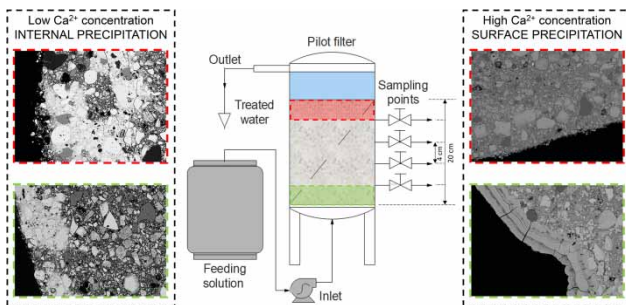 Low Ca²⁺ concentration
INTERNAL PRECIPITATION
Pilot filter
High Ca²⁺ concentration
SURFACE PRECIPITATION
Outlet
Sampling
points
Treated
water
4 cm
20 cm
Feeding
solution
Inlet